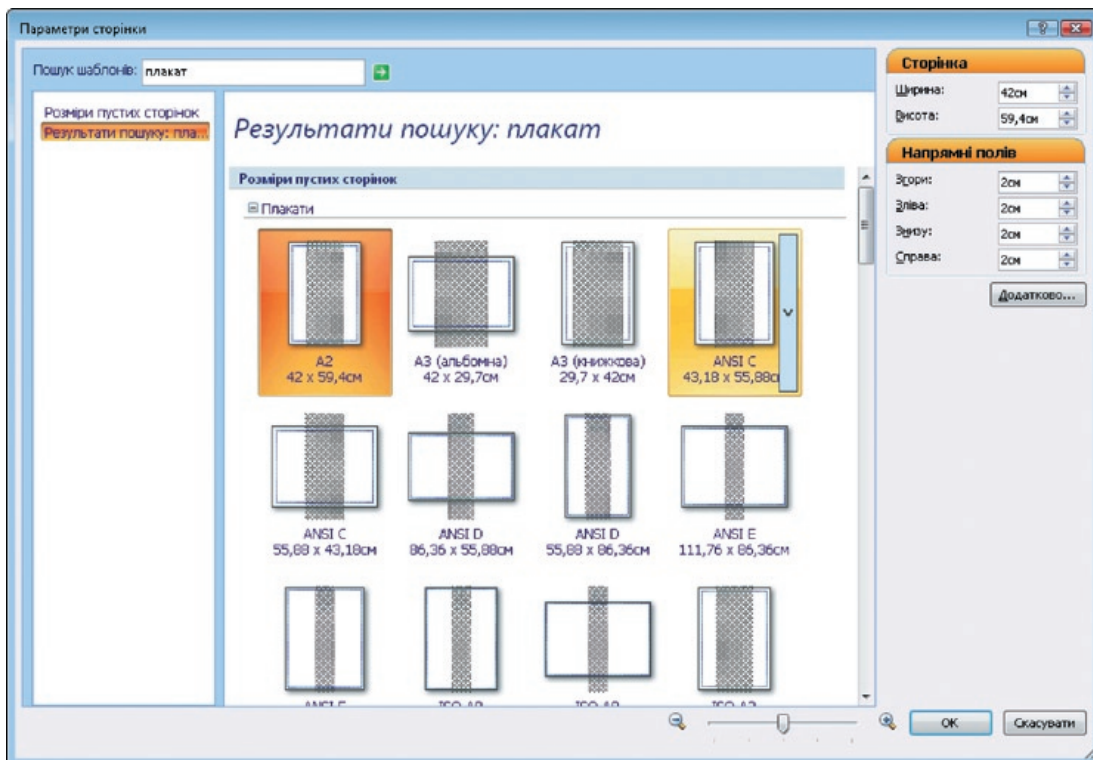 Параметри сторінки
Пошук шаблонів: плакат
Розміри пустих сторінок
Результати пошуку: пла...
Результати пошуку: плакат
Розміри пустих сторінок
Плакати
A2
42 x 59,4см
A3 (альбомна)
42 x 29,7см
A3 (книжкова)
29,7 x 42см
ANSI C
43,18 x 55,88с
ANSI C
55,88 x 43,18см
ANSI D
86,36 x 55,88см
ANSI D
55,88 x 86,36см
ANSI E
111,76 x 86,36см
Сторінка
Ширина: 42см
Висота: 59,4см
Напрямні полів
Згори: 2см
Зліва: 2см
Знизу: 2см
Справа: 2см
Додатково...
OK
Скасувати